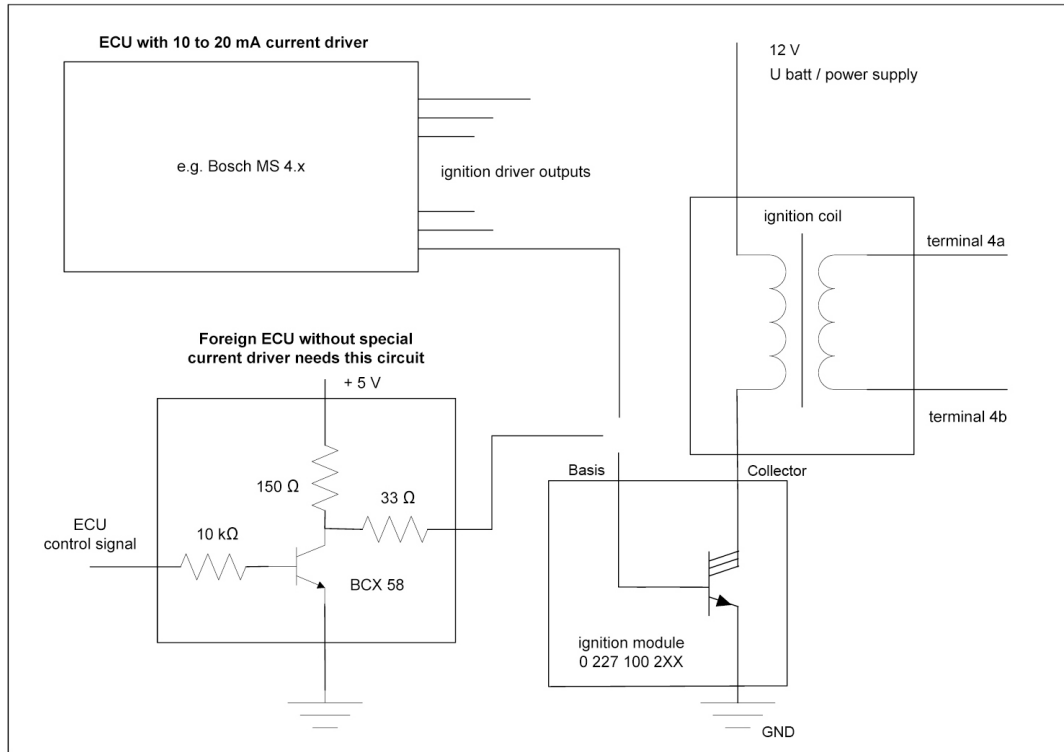 ECU with 10 to 20 mA current driver
e.g. Bosch MS 4.x
ignition driver outputs
12 V
U batt / power supply
ignition coil
terminal 4a
terminal 4b
Foreign ECU without special
current driver needs this circuit
+ 5 V
150 Ω
33 Ω
10 kΩ
ECU
control signal
BCX 58
Basis
Collector
ignition module
0 227 100 2XX
GND